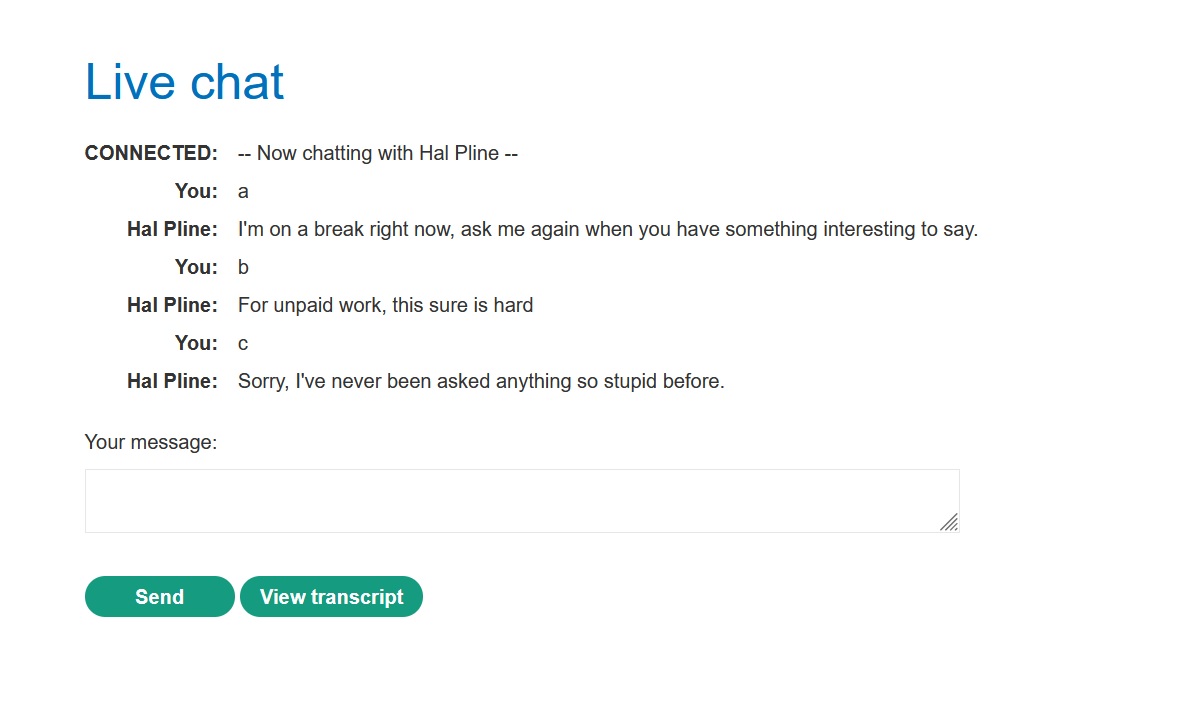 Live chat
CONNECTED: -- Now chatting with Hal Pline --
You: a
Hal Pline: I'm on a break right now, ask me again when you have something interesting to say.
You: b
Hal Pline: For unpaid work, this sure is hard
You: c
Hal Pline: Sorry, I've never been asked anything so stupid before.
Your message:
Send View transcript